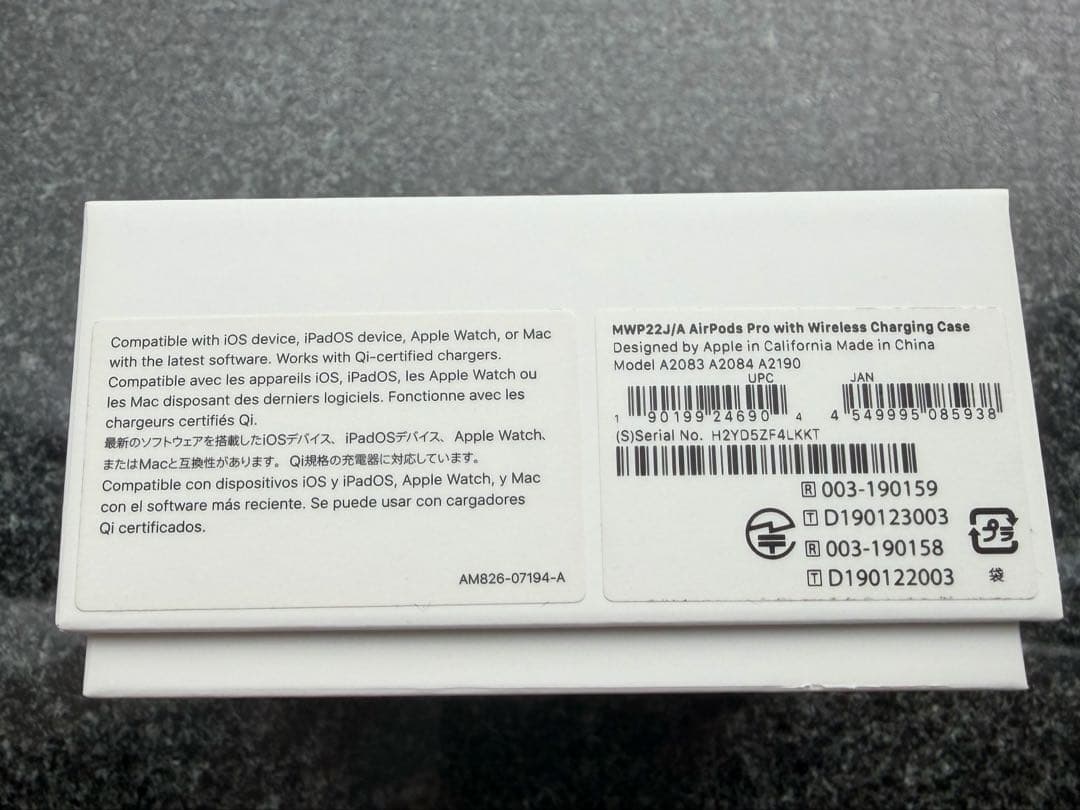 Compatible with iOS device, iPadOS device, Apple Watch, or Mac
with the latest software. Works with Qi-certified chargers.
Compatible avec les appareils iOS, iPadOS, les Apple Watch ou
les Mac disposant des derniers logiciels. Fonctionne avec les
chargeurs certifiés Qi.
最新のソフトウェアを搭載したiOSデバイス、iPadOSデバイス、Apple Watch、
またはMacと互換性があります。Qi規格の充電器に対応しています。
Compatible con dispositivos iOS y iPadOS, Apple Watch, y Mac
con el software más reciente. Se puede usar con cargadores
Qi certificados.
AM826-07194-A
MWP22J/A AirPods Pro with Wireless Charging Case
Designed by Apple in California Made in China
Model A2083 A2084 A2190
UPC JAN
1 90199 24690 4 4 549995 085938
(S)Serial No. H2YD5ZF4LKKT
R 003-190159
T D190123003
R 003-190158
T D190122003
プラ
袋